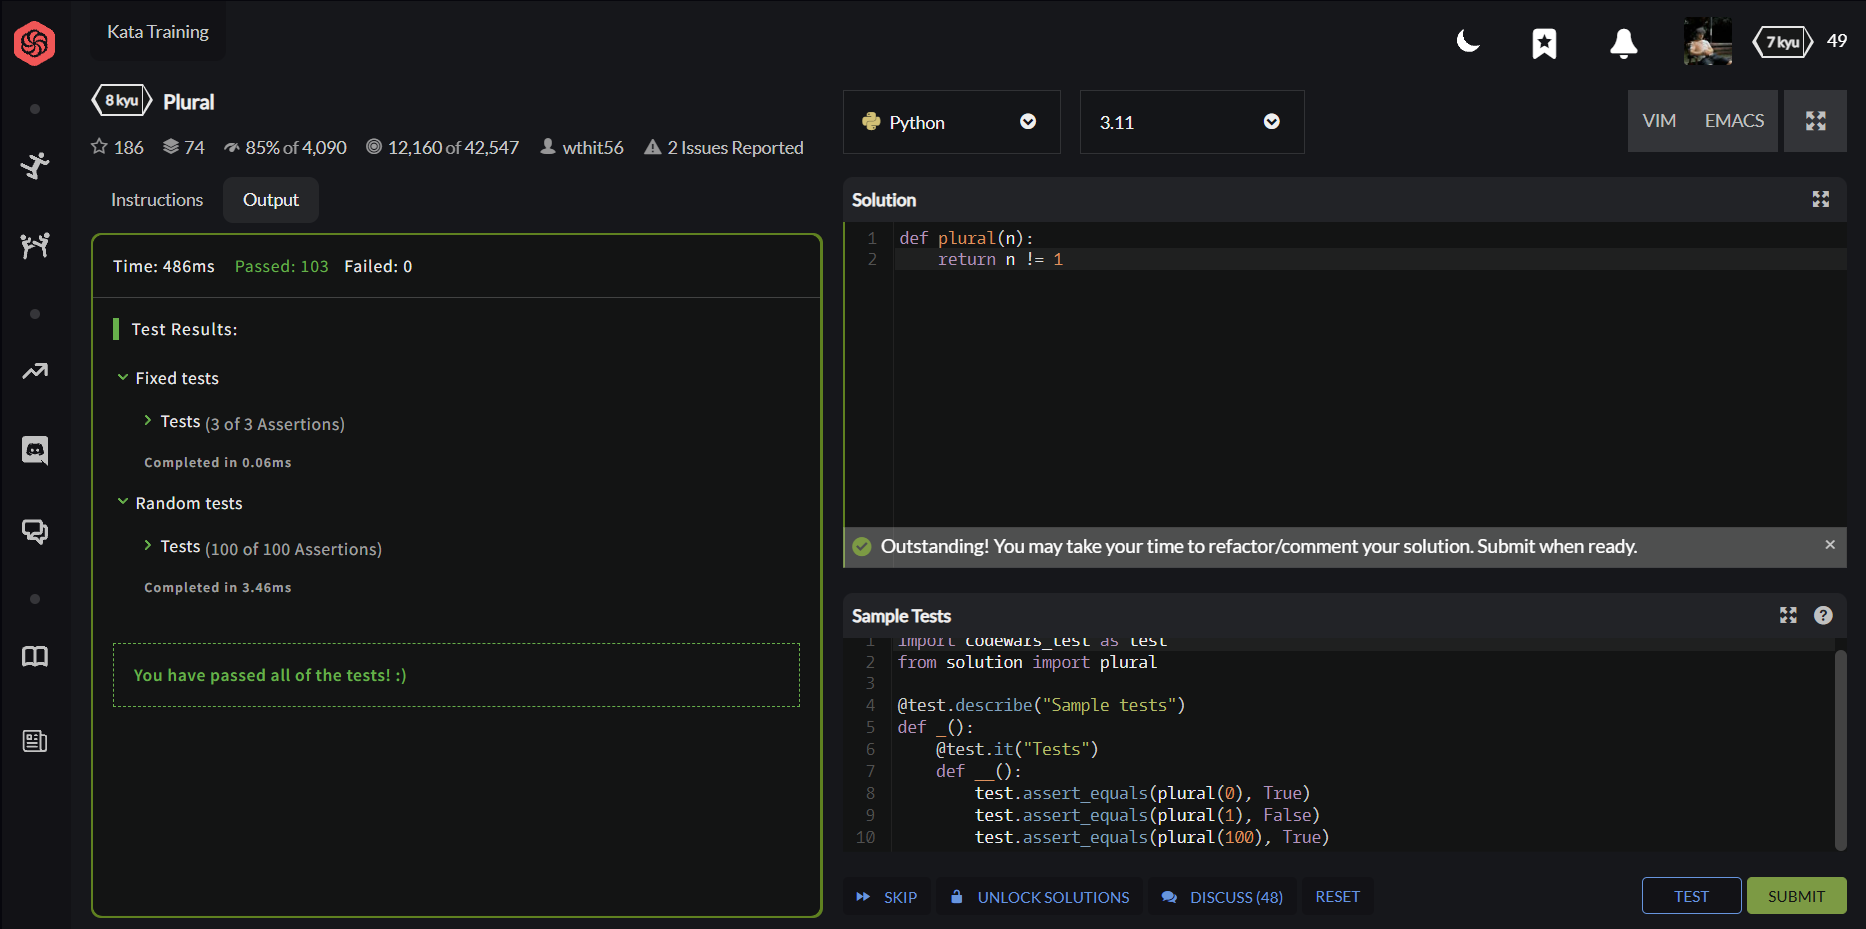 Kata Training
7 kyu 49
8 kyu Plural
186 74 85% of 4,090 12,160 of 42,547 wthit56 2 Issues Reported
Instructions Output
Time: 486ms Passed: 103 Failed: 0
Test Results:
Fixed tests
Tests (3 of 3 Assertions)
Completed in 0.06ms
Random tests
Tests (100 of 100 Assertions)
Completed in 3.46ms
You have passed all of the tests! :)
Python 3.11 VIM EMACS
Solution
1 def plural(n):
2     return n != 1
Outstanding! You may take your time to refactor/comment your solution. Submit when ready. ×
Sample Tests ?
1 import codewars_test as test
2 from solution import plural
3
4 @test.describe("Sample tests")
5 def _():
6     @test.it("Tests")
7     def __():
8         test.assert_equals(plural(0), True)
9         test.assert_equals(plural(1), False)
10         test.assert_equals(plural(100), True)
SKIP UNLOCK SOLUTIONS DISCUSS (48) RESET TEST SUBMIT